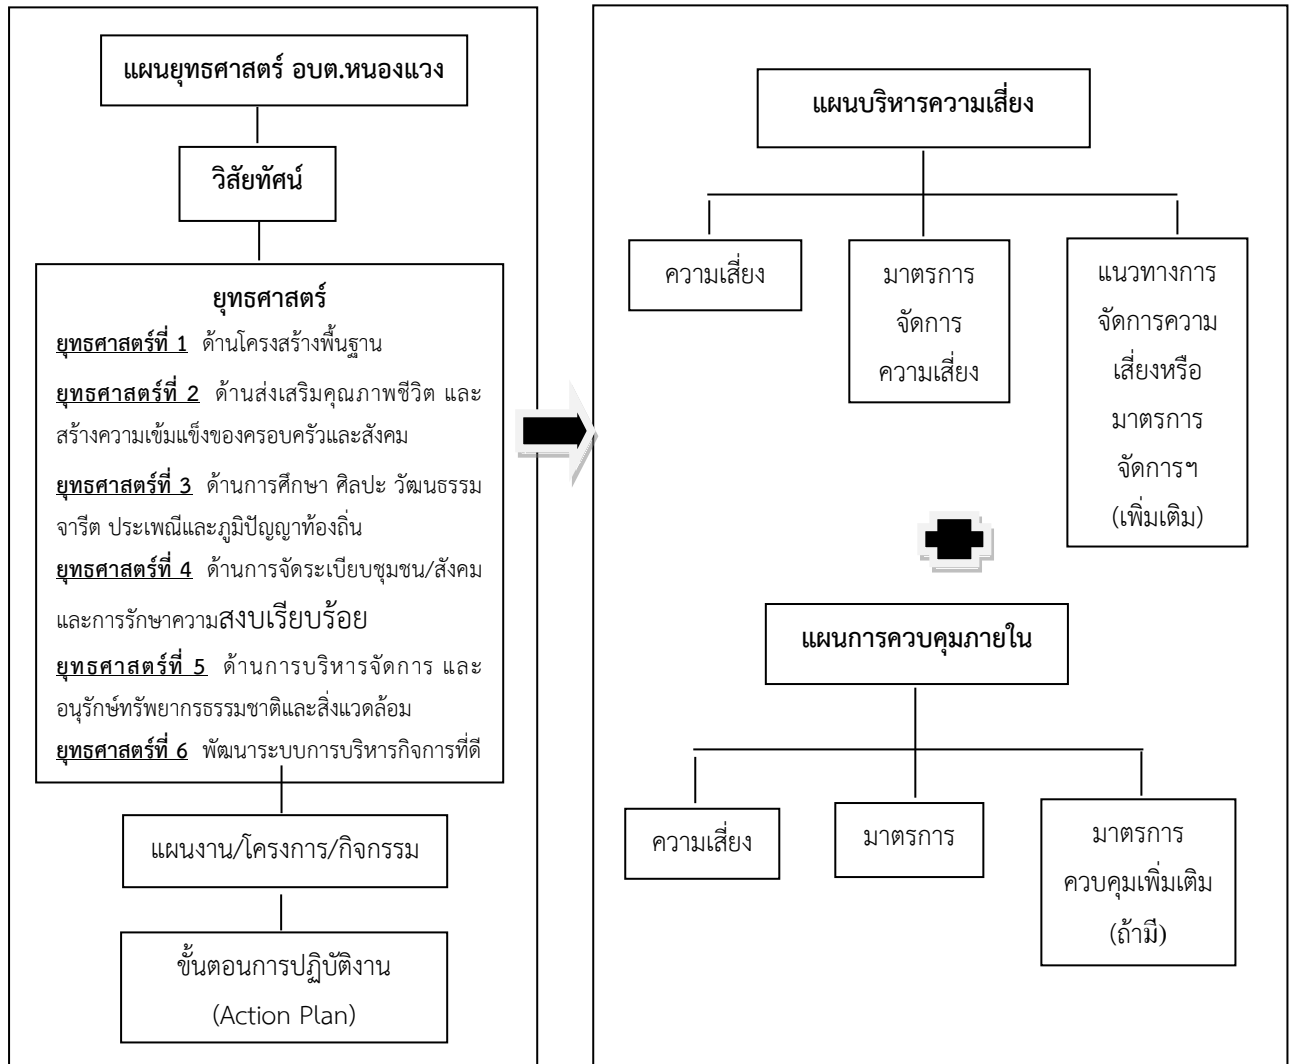 แผนยุทธศาสตร์ อบต.หนองแวง
วิสัยทัศน์
ยุทธศาสตร์
ยุทธศาสตร์ที่ 1 ด้านโครงสร้างพื้นฐาน
ยุทธศาสตร์ที่ 2 ด้านส่งเสริมคุณภาพชีวิต และ
สร้างความเข้มแข็งของครอบครัวและสังคม
ยุทธศาสตร์ที่ 3 ด้านการศึกษา ศิลปะ วัฒนธรรม
จารีต ประเพณีและภูมิปัญญาท้องถิ่น
ยุทธศาสตร์ที่ 4 ด้านการจัดระเบียบชุมชน/สังคม
และการรักษาความสงบเรียบร้อย
ยุทธศาสตร์ที่ 5 ด้านการบริหารจัดการ และ
อนุรักษ์ทรัพยากรธรรมชาติและสิ่งแวดล้อม
ยุทธศาสตร์ที่ 6 พัฒนาระบบการบริหารกิจการที่ดี
แผนงาน/โครงการ/กิจกรรม
ขั้นตอนการปฏิบัติงาน
(Action Plan)
แผนบริหารความเสี่ยง
ความเสี่ยง
มาตรการ
จัดการ
ความเสี่ยง
แนวทางการ
จัดการความ
เสี่ยงหรือ
มาตรการ
จัดการฯ
(เพิ่มเติม)
แผนการควบคุมภายใน
ความเสี่ยง
มาตรการ
มาตรการ
ควบคุมเพิ่มเติม
(ถ้ามี)